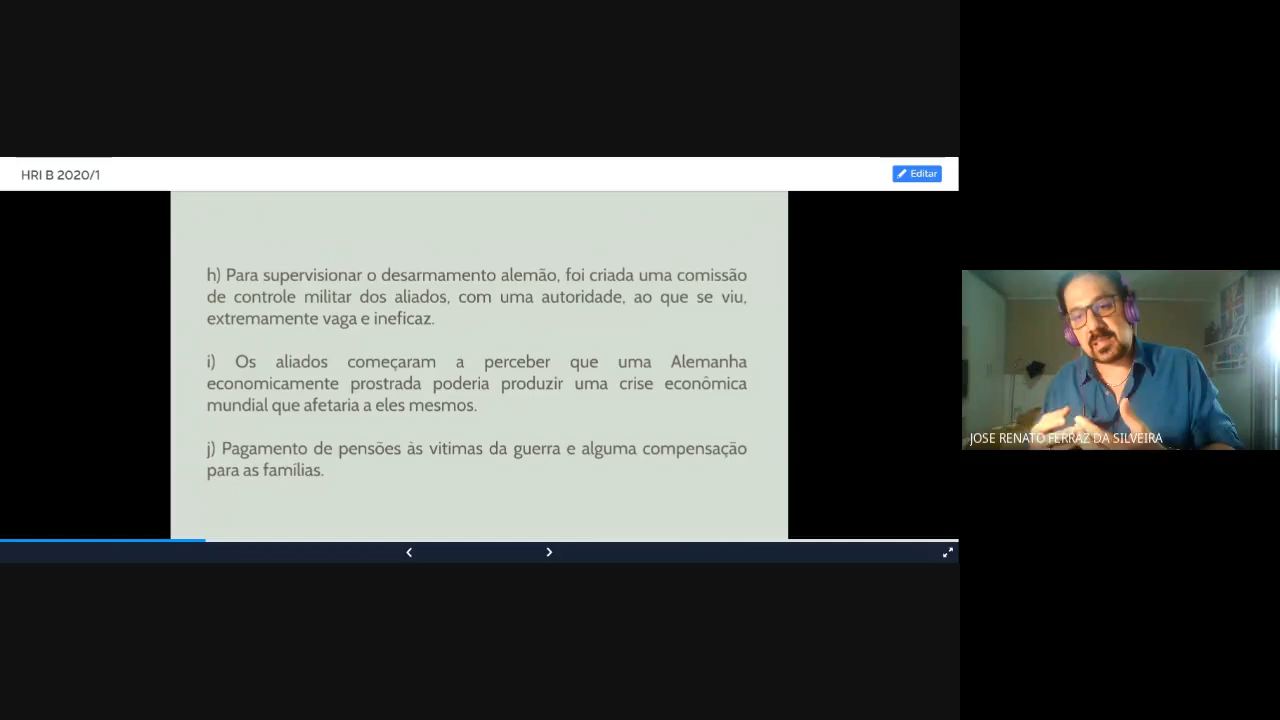 HRI B 2020/1
Editar
h) Para supervisionar o desarmamento alemão, foi criada uma comissão
de controle militar dos aliados, com uma autoridade, ao que se viu,
extremamente vaga e ineficaz.
i) Os aliados começaram a perceber que uma Alemanha
economicamente prostrada poderia produzir uma crise econômica
mundial que afetaria a eles mesmos.
j) Pagamento de pensões às vítimas da guerra e alguma compensação
para as famílias.
JOSE RENATO FERRAZ DA SILVEIRA